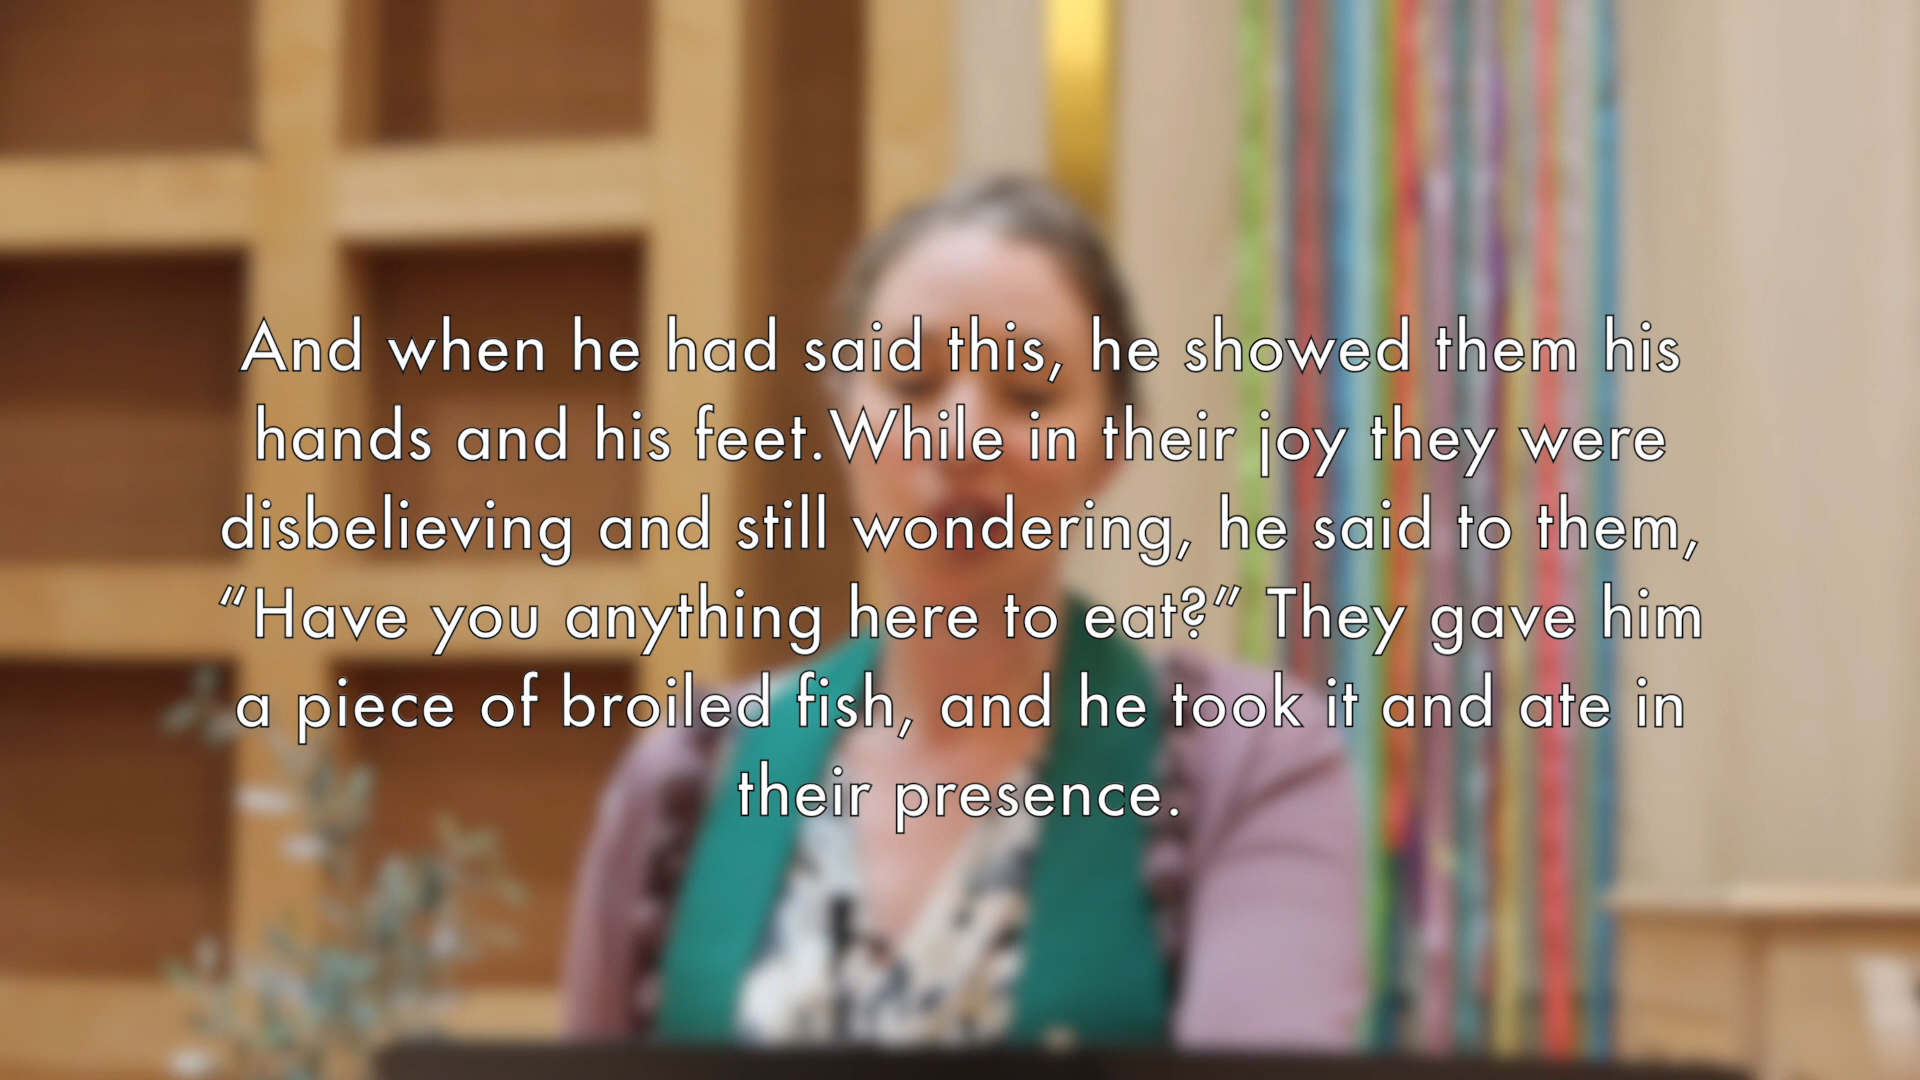 And when he had said this, he showed them his
hands and his feet.While in their joy they were
disbelieving and still wondering, he said to them,
“Have you anything here to eat?” They gave him
a piece of broiled fish, and he took it and ate in
their presence.